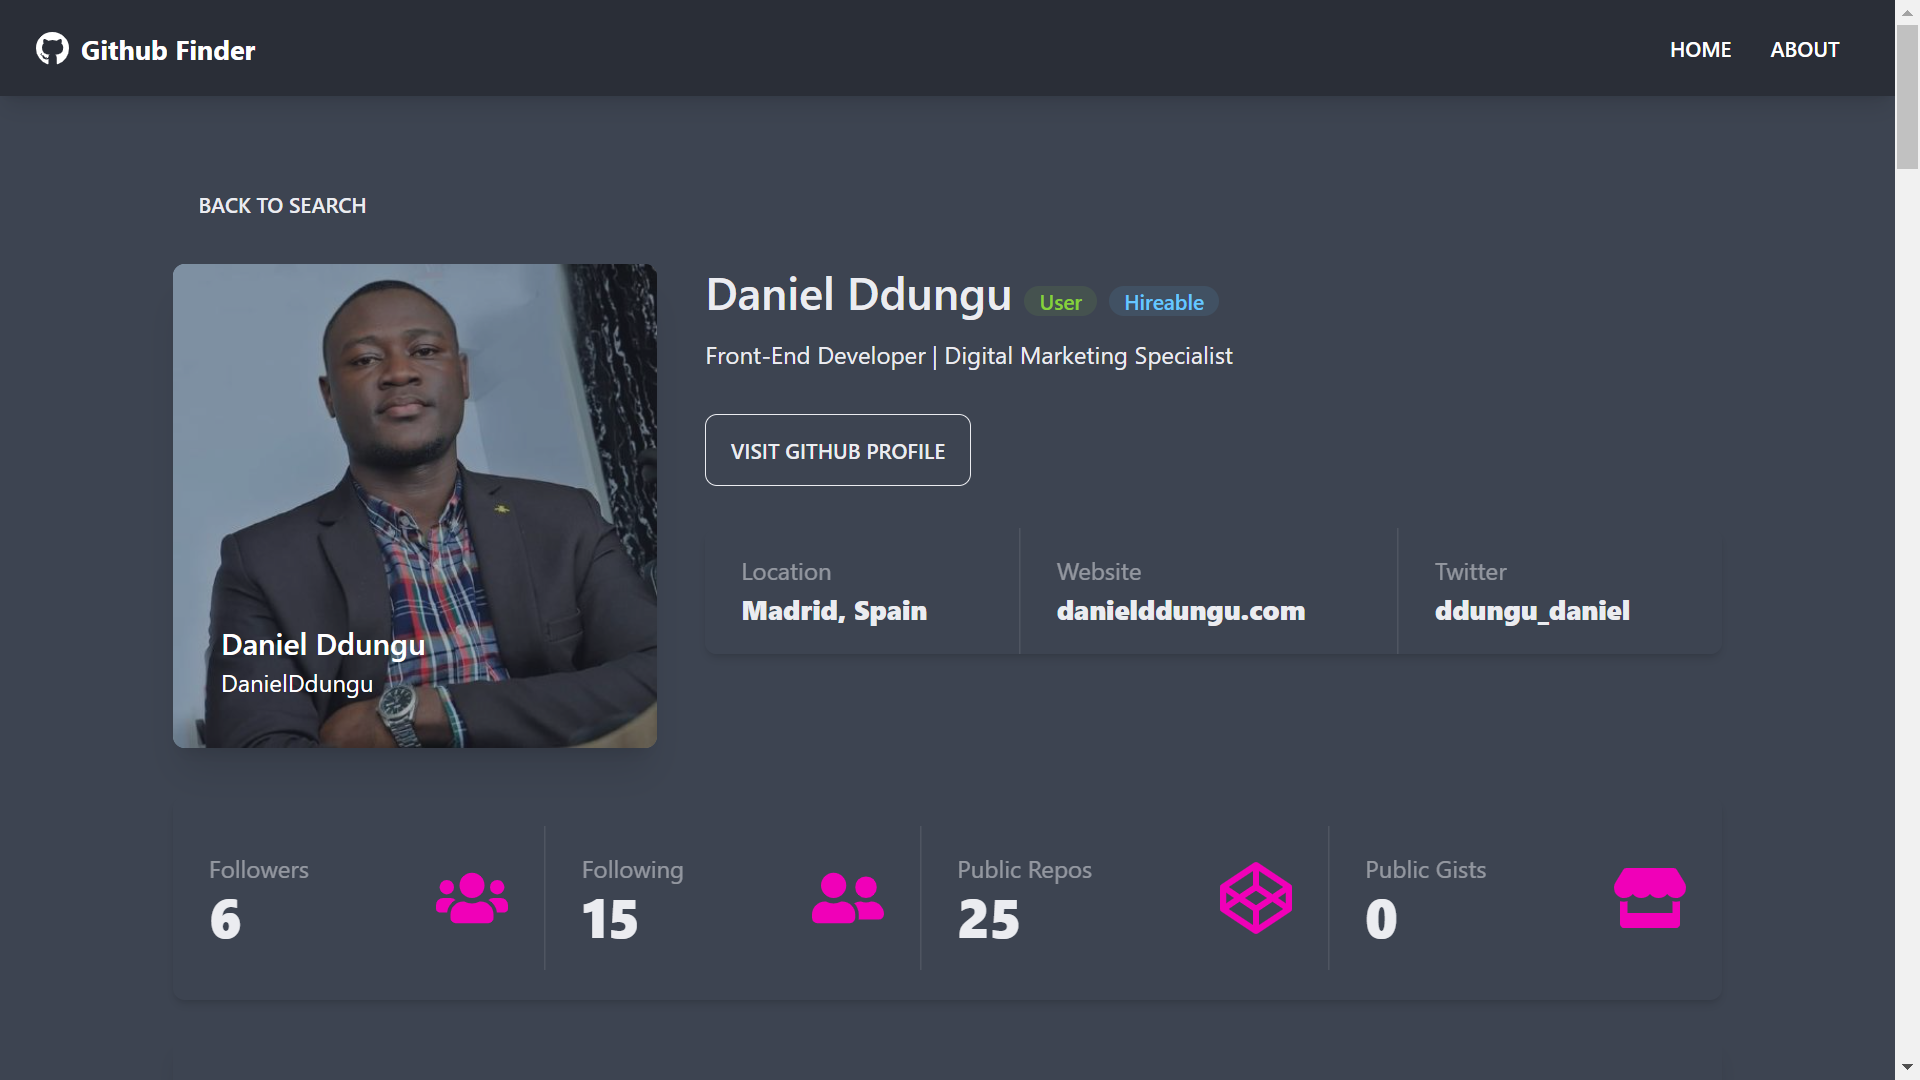 Github Finder
HOME
ABOUT
BACK TO SEARCH
Daniel Ddungu
DanielDdungu
Daniel Ddungu
User
Hireable
Front-End Developer | Digital Marketing Specialist
VISIT GITHUB PROFILE
Location
Madrid, Spain
Website
danielddungu.com
Twitter
ddungu_daniel
Followers
6
Following
15
Public Repos
25
Public Gists
0